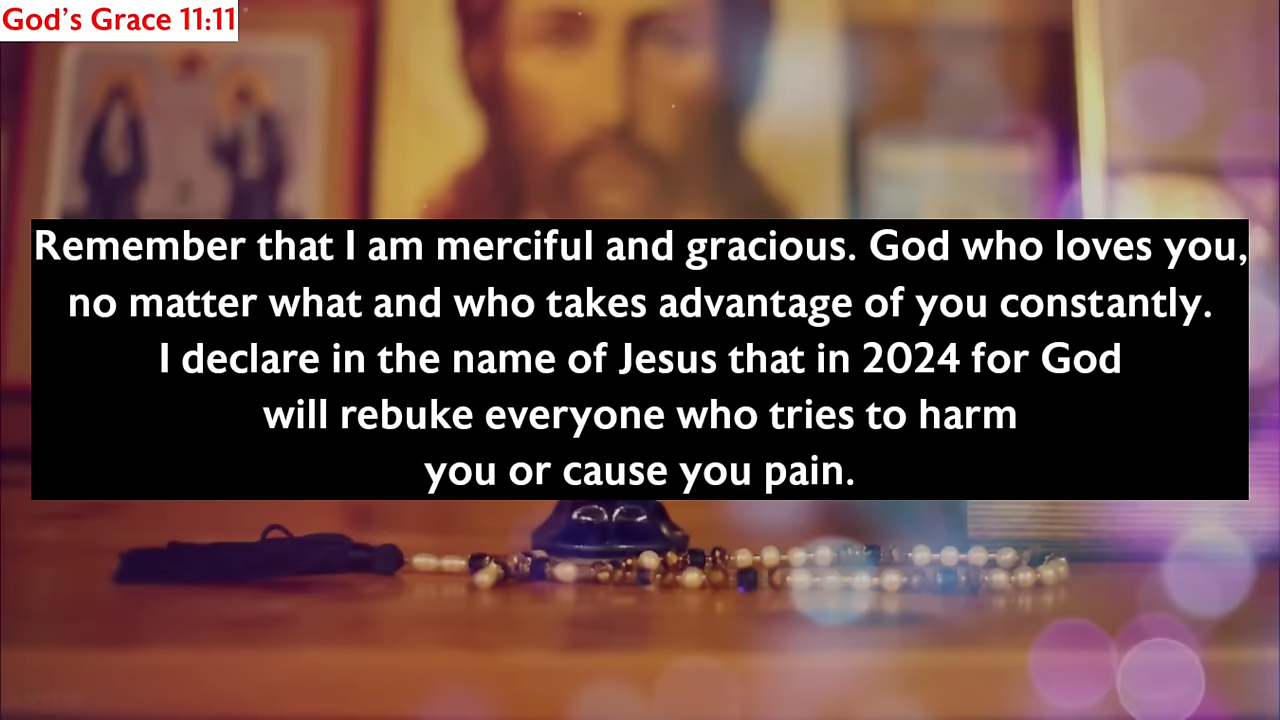 God's Grace 11:11
Remember that I am merciful and gracious. God who loves you,
no matter what and who takes advantage of you constantly.
I declare in the name of Jesus that in 2024 for God
will rebuke everyone who tries to harm
you or cause you pain.